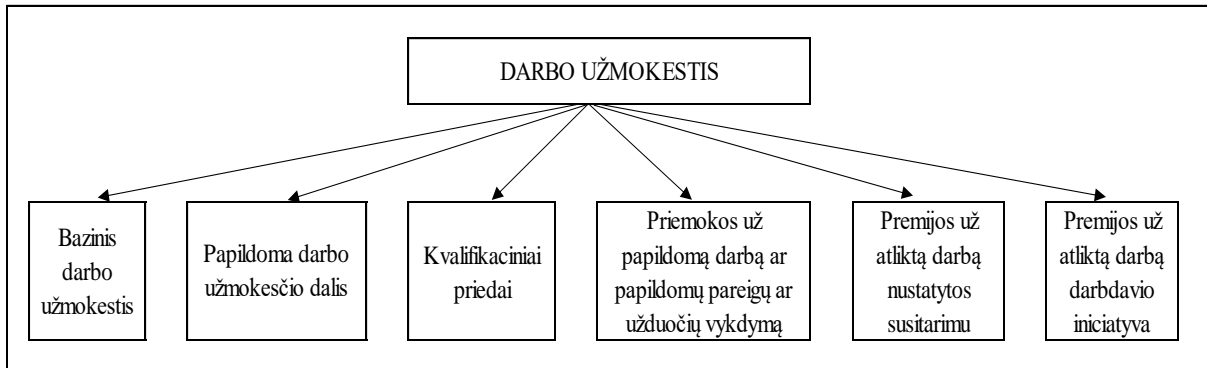 DARBO UŽMOKESTIS
Bazinis
darbo
užmokestis
Papildoma darbo
užmokesčio dalis
Kvalifikaciniai
priedai
Priemokos už
papildomą darbą ar
papildomų pareigų ar
užduočių vykdymą
Premijos už
atliktą darbą
nustatytos
susitarimu
Premijos už
atliktą darbą
darbdavio
iniciatyva